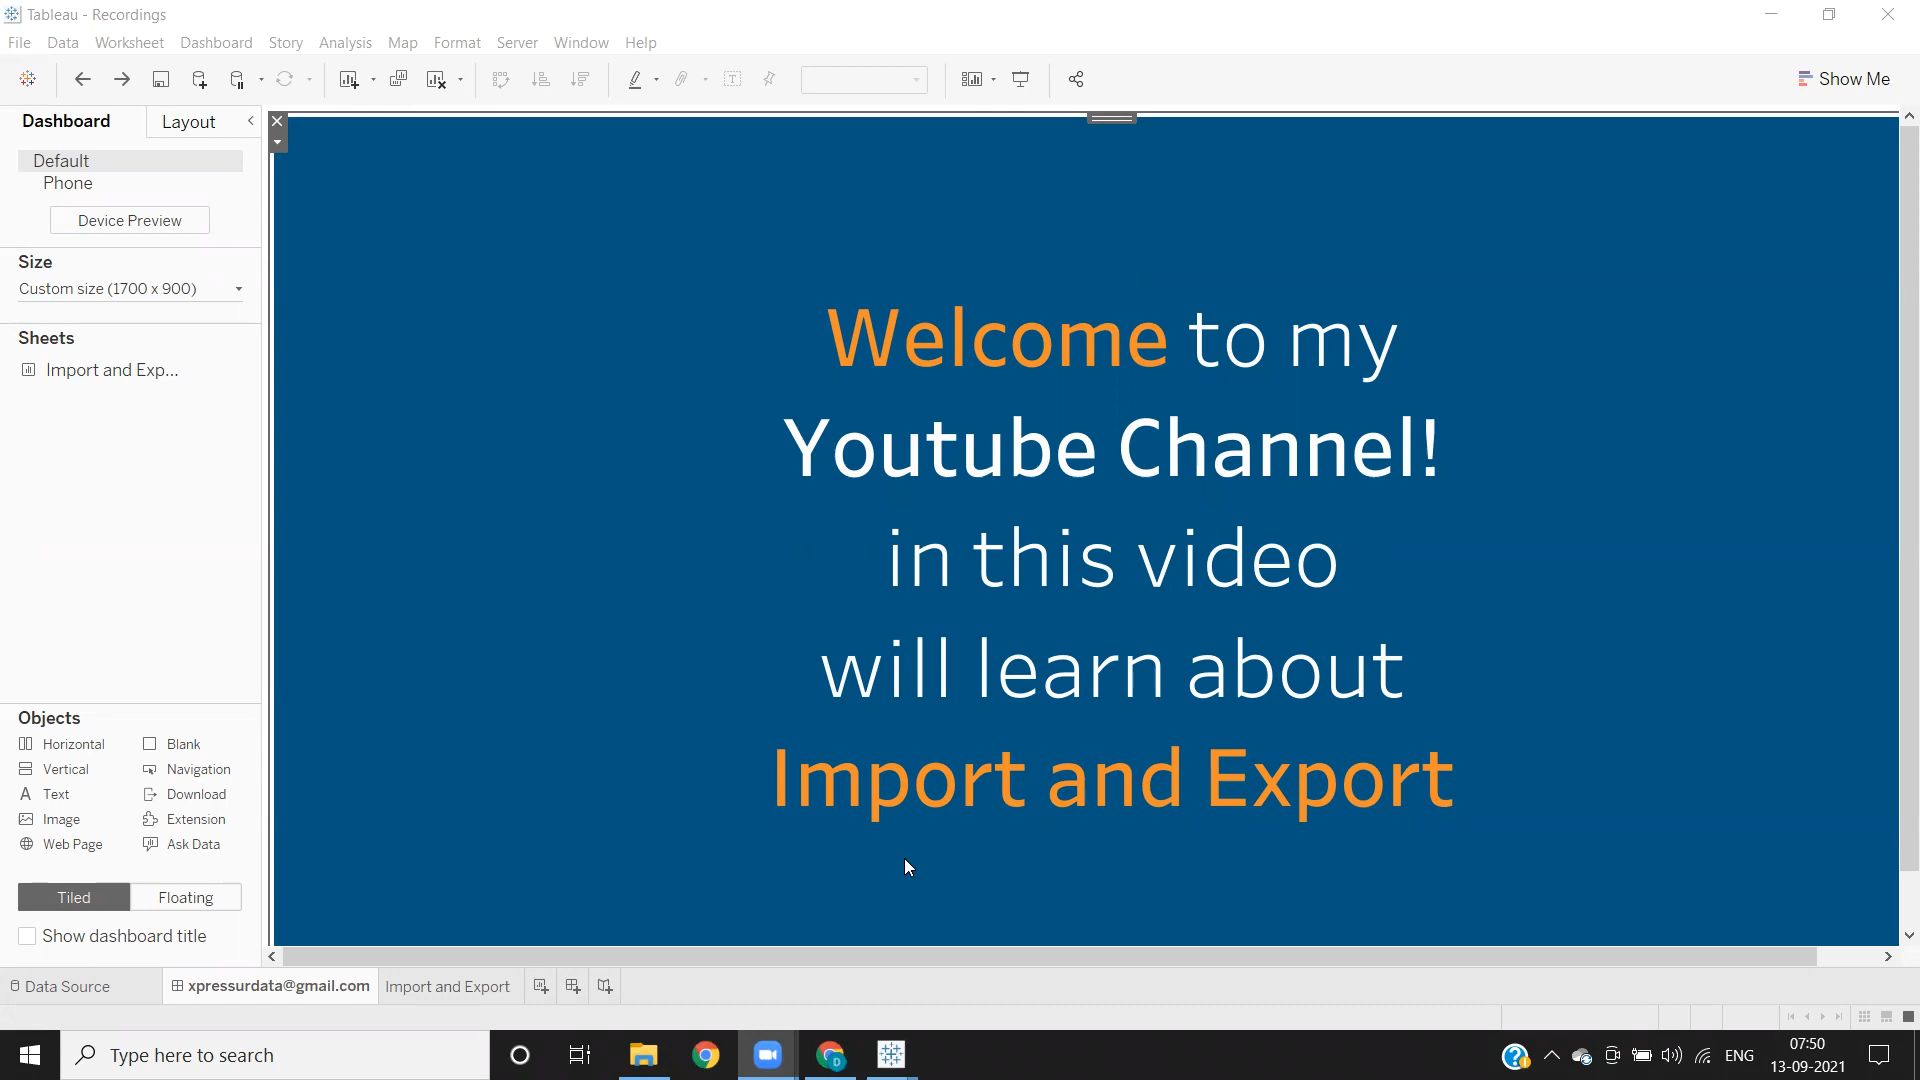 Tableau - Recordings
File Data Worksheet Dashboard Story Analysis Map Format Server Window Help
Show Me
Dashboard Layout
Default
Phone
Device Preview
Size
Custom size (1700 x 900)
Sheets
Import and Exp...
Welcome to my
Youtube Channel!
in this video
will learn about
Import and Export
Objects
Horizontal Blank
Vertical Navigation
Text Download
Image Extension
Web Page Ask Data
Tiled Floating
Show dashboard title
Data Source xpressurdata@gmail.com Import and Export
Type here to search
ENG
07:50
13-09-2021